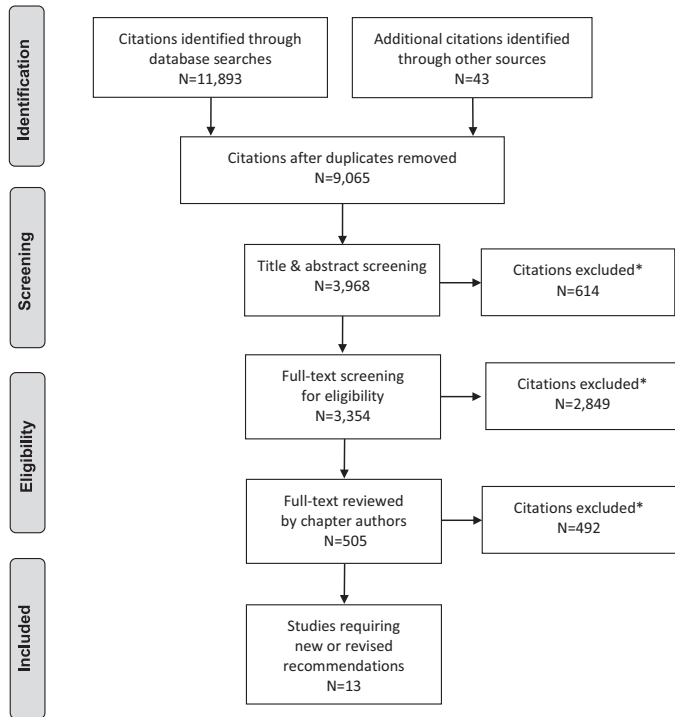 Identification
Citations identified through
database searches
N=11,893
Additional citations identified
through other sources
N=43
Citations after duplicates removed
N=9,065
Screening
Title & abstract screening
N=3,968
Citations excluded*
N=614
Eligibility
Full-text screening
for eligibility
N=3,354
Citations excluded*
N=2,849
Full-text reviewed
by chapter authors
N=505
Citations excluded*
N=492
Included
Studies requiring
new or revised
recommendations
N=13